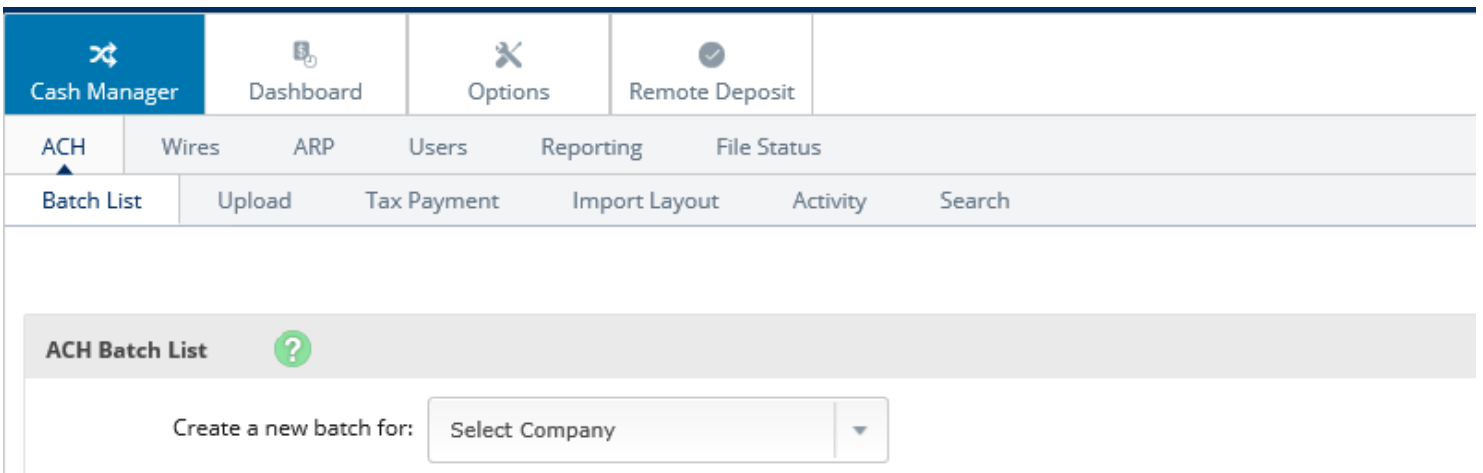 Cash Manager Dashboard Options Remote Deposit
ACH Wires ARP Users Reporting File Status
Batch List Upload Tax Payment Import Layout Activity Search
ACH Batch List ?
Create a new batch for: Select Company